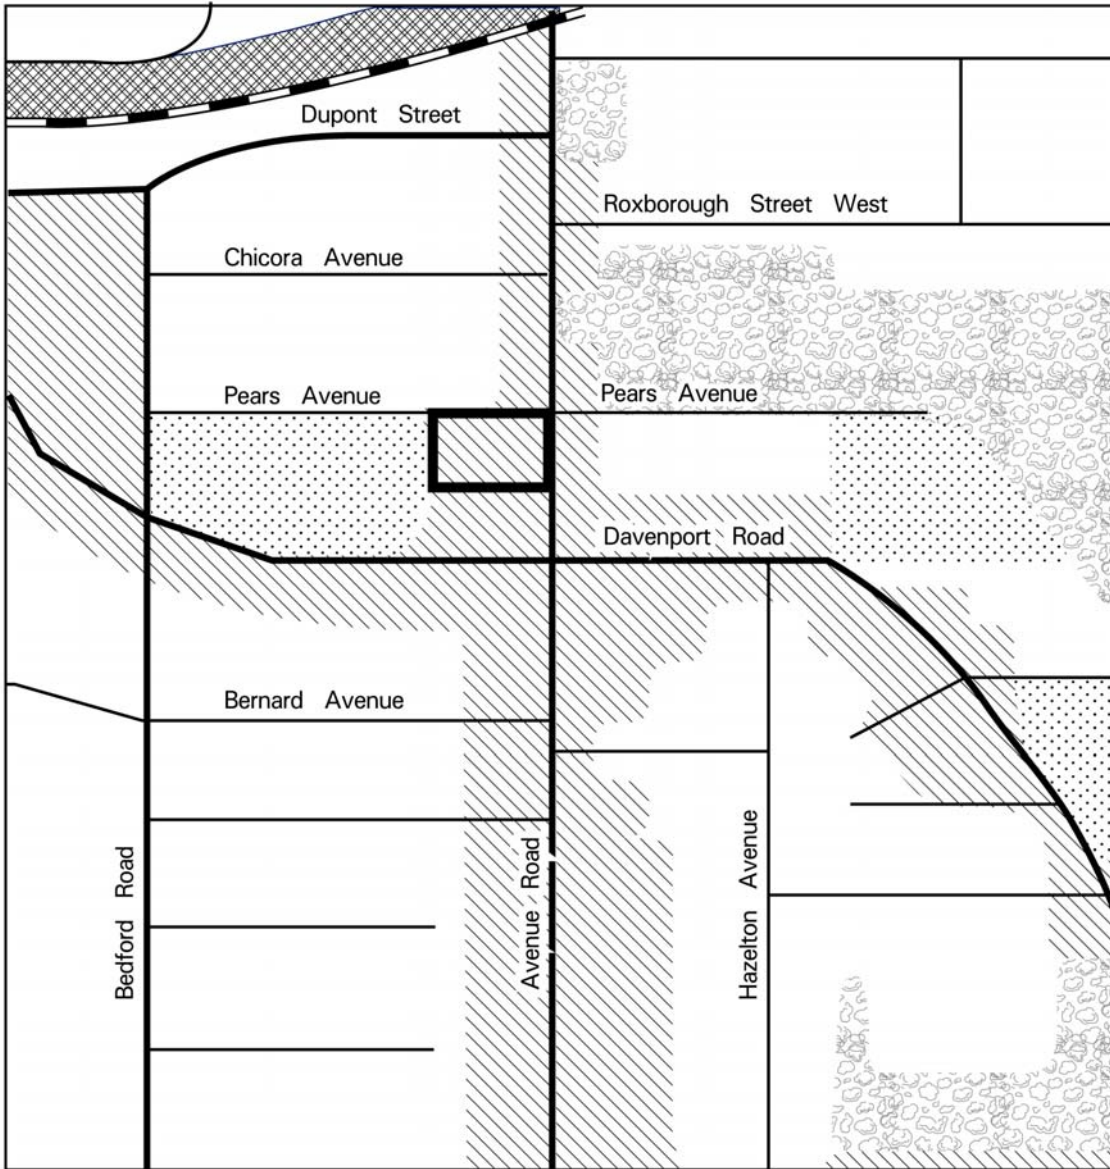 Dupont Street
Roxborough Street West
Chicora Avenue
Pears Avenue
Pears Avenue
Davenport Road
Bernard Avenue
Bedford Road
Avenue Road
Hazelton Avenue